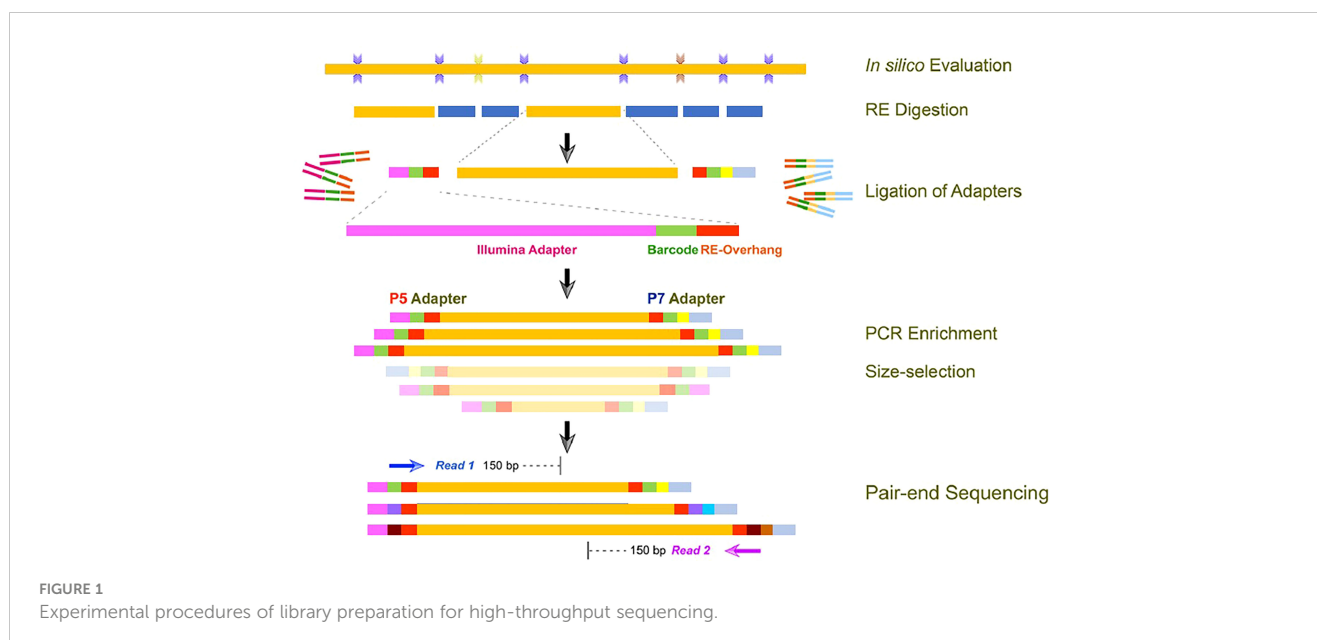 In silico Evaluation
RE Digestion
Ligation of Adapters
Illumina Adapter Barcode RE-Overhang
P5 Adapter P7 Adapter
PCR Enrichment
Size-selection
Read 1 150 bp
Pair-end Sequencing
150 bp Read 2
FIGURE 1
Experimental procedures of library preparation for high-throughput sequencing.